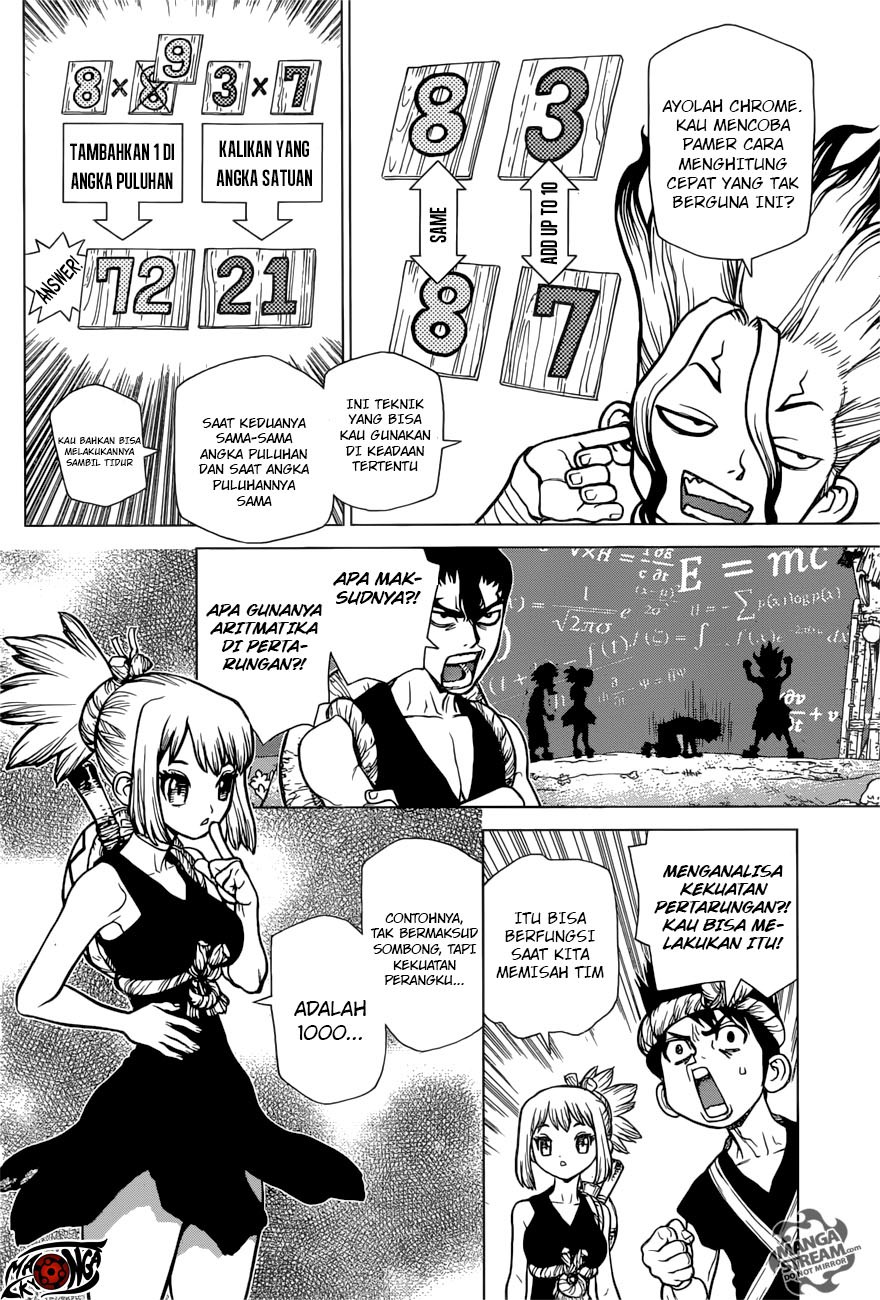 AYOLAH CHROME.
KAU MENCOBA
PAMER CARA
MENGHITUNG
CEPAT YANG TAK
BERGUNA INI?
8 3
SAME
ADD UP TO 10
8 7
INI TEKNIK
YANG BISA
KAU GUNAKAN
DI KEADAAN
TERTENTU
8 × 8 9 3 × 7
TAMBAHKAN 1 DI
ANGKA PULUHAN
KALIKAN YANG
ANGKA SATUAN
ANSWER!
72 21
SAAT KEDUANYA
SAMA-SAMA
ANGKA PULUHAN
DAN SAAT ANGKA
PULUHANNYA
SAMA
KAU BAHKAN BISA
MELAKUKANNYA
SAMBIL TIDUR
E = mc
APA MAK-
SUDNYA?!
APA GUNANYA
ARITMATIKA
DI PERTA-
RUNGAN?!
MENGANALISA
KEKUATAN
PERTARUNGAN?!
KAU BISA ME-
LAKUKAN ITU!
ITU BISA
BERFUNGSI
SAAT KITA
MEMISAH TIM
CONTOHNYA,
TAK BERMAKSUD
SOMBONG, TAPI
KEKUATAN
PERANGKU...
ADALAH
1000...
MANGA
STREAM.com
DO NOT MIRROR!